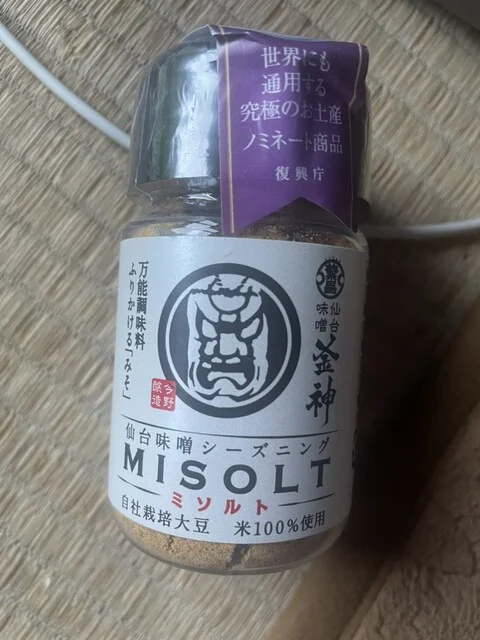 世界にも
通用する
究極のお土産
ノミネート商品
復興庁
万能調味料
ふりかける「みそ」
仙台
味噌
釜神
今野
醸造
仙台味噌シーズニング
MISOLT
ミソルト
自社栽培大豆 米100%使用